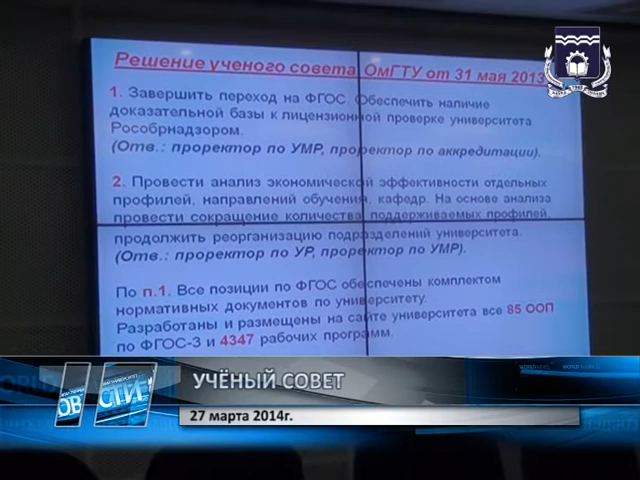 Решение ученого совета ОмГТУ от 31 мая 2013
1. Завершить переход на ФГОС. Обеспечить наличие
доказательной базы к лицензионной проверке университета
Рособрнадзором.
(Отв.: проректор по УМР, проректор по аккредитации).
2. Провести анализ экономической эффективности отдельных
профилей, направлений обучения, кафедр. На основе анализа
провести сокращение количества поддерживаемых профилей,
продолжить реорганизацию подразделений университета.
(Отв.: проректор по УР, проректор по УМР).
По п.1. Все позиции по ФГОС обеспечены комплектом
нормативных документов по университету.
Разработаны и размещены на сайте университета все 85 ООП
по ФГОС-3 и 4347 рабочих программ.
ОВ СТИ
УЧЁНЫЙ СОВЕТ
27 марта 2014г.